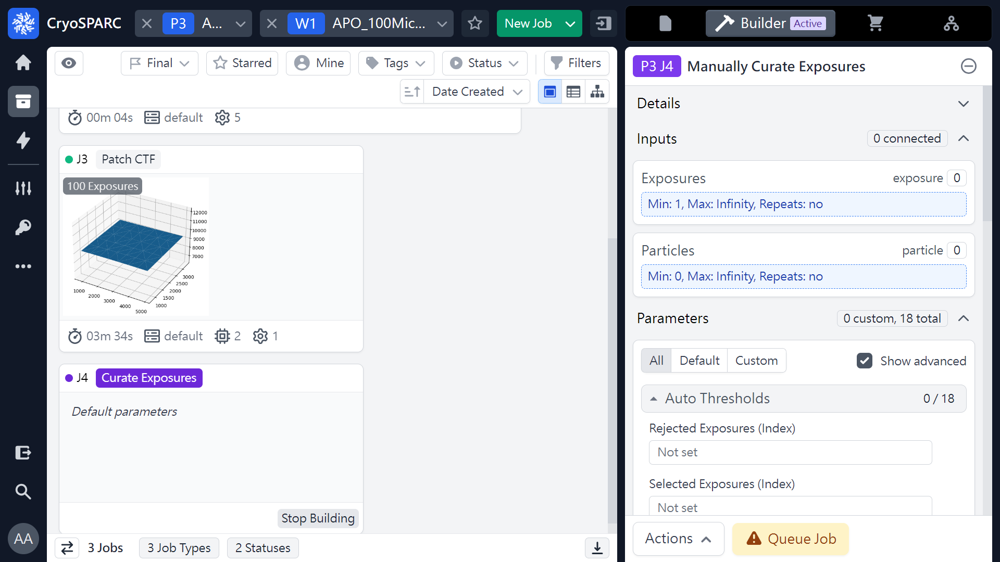 CryoSPARC
P3 A...
W1 APO_100Mic...
New Job
Builder Active
Final
Starred
Mine
Tags
Status
Filters
Date Created
00m 04s default 5
J3 Patch CTF
100 Exposures
12000
11000
10000
9000
8000
7000
3000
2500
2000
1500
1000
1000
2000
3000
4000
5000
03m 34s default 2 1
J4 Curate Exposures
Default parameters
Stop Building
AA
3 Jobs
3 Job Types
2 Statuses
P3 J4 Manually Curate Exposures
Details
Inputs 0 connected
Exposures exposure 0
Min: 1, Max: Infinity, Repeats: no
Particles particle 0
Min: 0, Max: Infinity, Repeats: no
Parameters 0 custom, 18 total
All Default Custom Show advanced
Auto Thresholds 0 / 18
Rejected Exposures (Index)
Not set
Selected Exposures (Index)
Not set
Actions
Queue Job